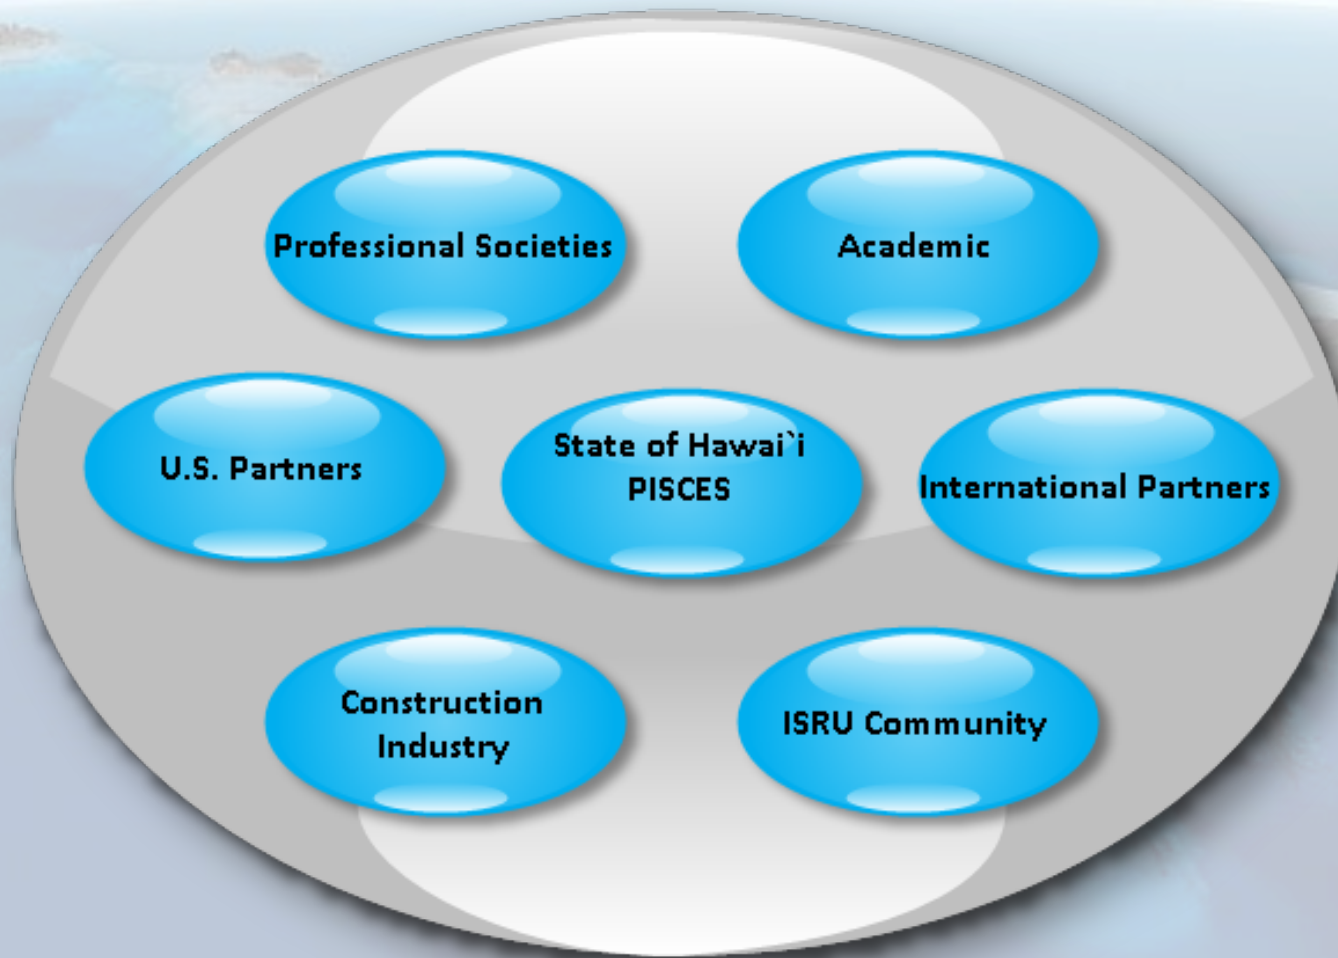 Professional Societies
Academic
U.S. Partners
State of Hawai`i
PISCES
International Partners
Construction
Industry
ISRU Community